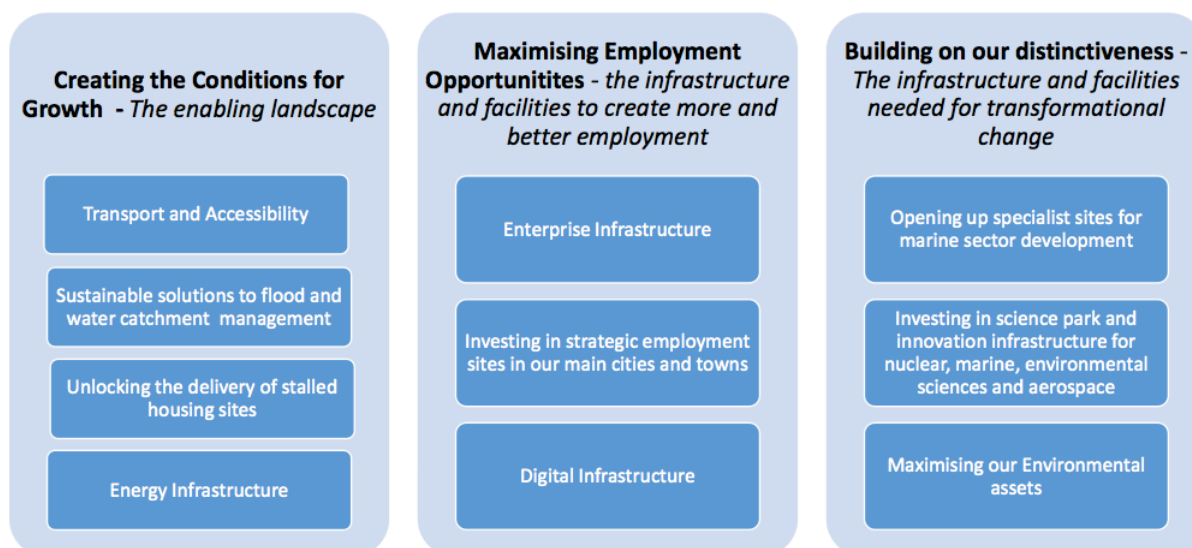 Creating the Conditions for
Growth  - The enabling landscape
Transport and Accessibility
Sustainable solutions to flood and
water catchment  management
Unlocking the delivery of stalled
housing sites
Energy Infrastructure
Maximising Employment
Opportunitites - the infrastructure
and facilities to create more and
better employment
Enterprise Infrastructure
Investing in strategic employment
sites in our main cities and towns
Digital Infrastructure
Building on our distinctiveness -
The infrastructure and facilities
needed for transformational
change
Opening up specialist sites for
marine sector development
Investing in science park and
innovation infrastructure for
nuclear, marine, environmental
sciences and aerospace
Maximising our Environmental
assets